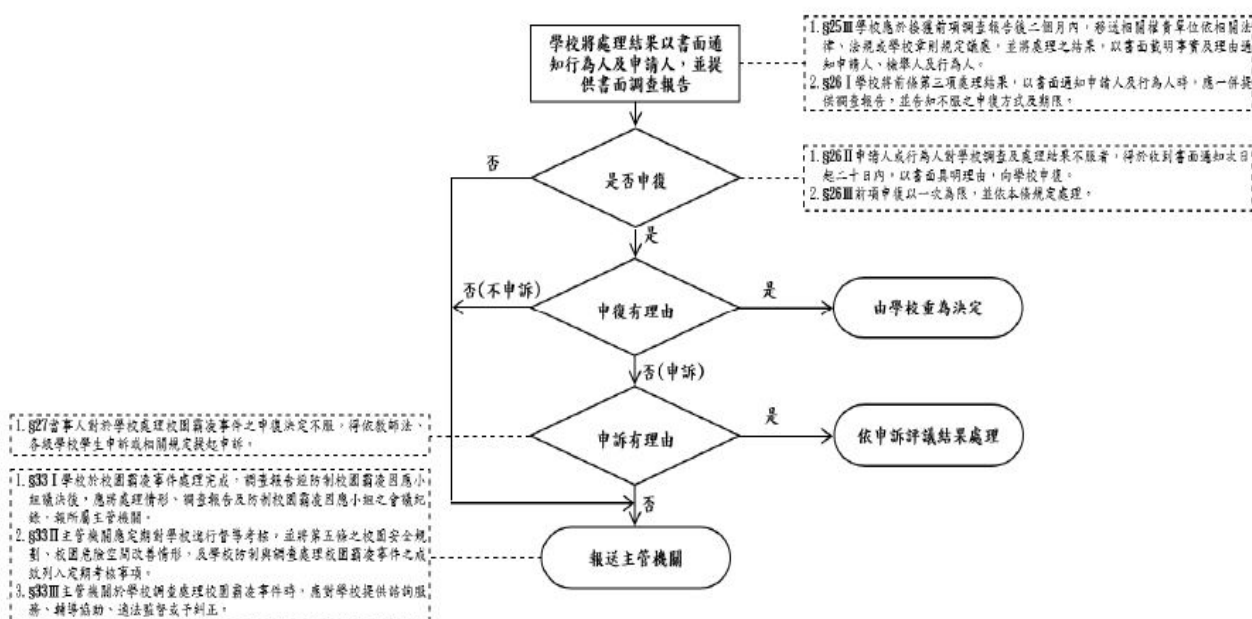 學校將處理結果以書面通
知行為人及申請人，並提
供書面調查報告
1. §25Ⅲ學校應於接獲前項調查報告後二個月內，移送相關權責單位依相關法
律、法規或學校章則規定議處，並將處理之結果，以書面載明事實及理由通
知申請人、檢舉人及行為人。
2. §26Ⅰ學校將前條第三項處理結果，以書面通知申請人及行為人時，應一併提
供調查報告，並告知不服之申復方式及期限。
否
是否申復
1. §26Ⅱ申請人或行為人對學校調查及處理結果不服者，得於收到書面通知次日
起二十日內，以書面具明理由，向學校申復。
2. §26Ⅲ前項申復以一次為限，並依本條規定處理。
是
否(不申訴)
申復有理由
是
由學校重為決定
否(申訴)
1. §27當事人對於學校處理校園霸凌事件之申復決定不服，得依教師法、
各級學校學生申訴或相關規定提起申訴。
申訴有理由
是
依申訴評議結果處理
1. §33Ⅰ學校於校園霸凌事件處理完成，調查報告經防制校園霸凌因應小
組議決後，應將處理情形、調查報告及防制校園霸凌因應小組之會議紀
錄，報所屬主管機關。
2. §33Ⅱ主管機關應定期對學校進行督導考核，並將第五條之校園安全規
劃、校園危險空間改善情形，及學校防制與調查處理校園霸凌事件之成
效列入定期考核事項。
3. §33Ⅲ主管機關於學校調查處理校園霸凌事件時，應對學校提供諮詢服
務、輔導協助、適法監督或予糾正。
否
報送主管機關